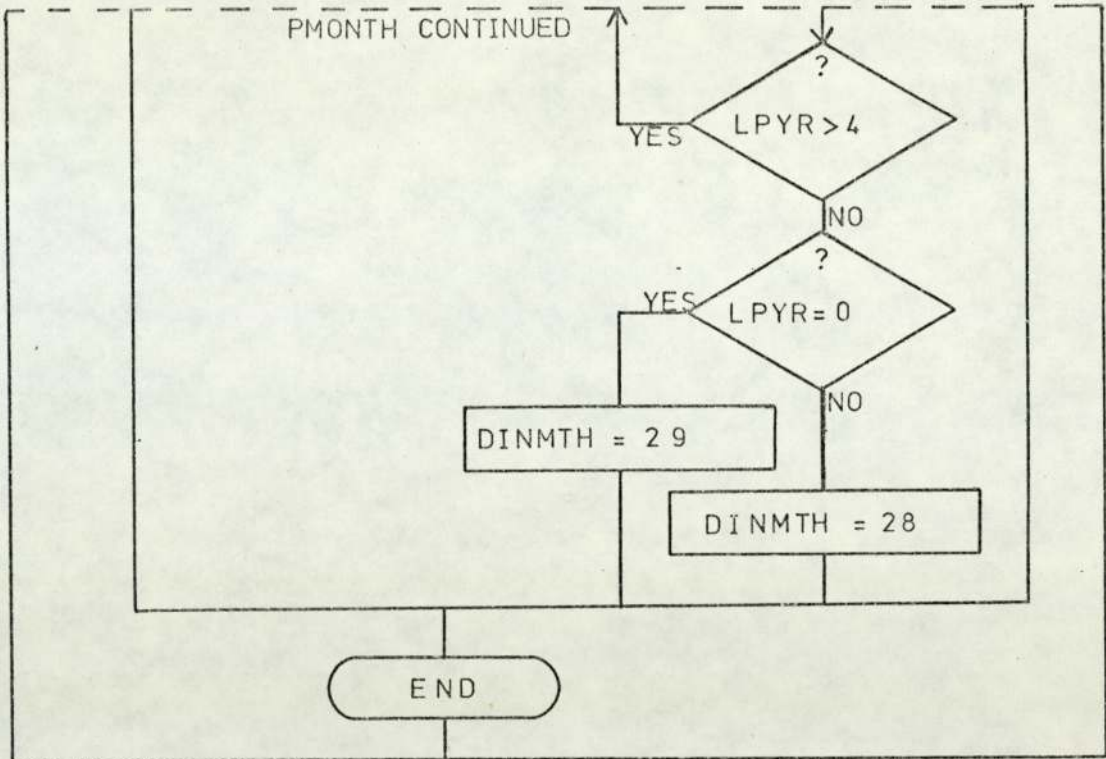 PMONTH CONTINUED
?
LPYR>4
YES
NO
?
YES
LPYR=0
NO
DINMTH = 29
DINMTH = 28
END